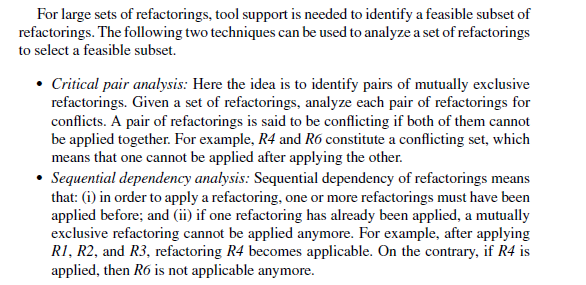 For large sets of refactorings, tool support is needed to identify a feasible subset of
refactorings. The following two techniques can be used to analyze a set of refactorings
to select a feasible subset.
• Critical pair analysis: Here the idea is to identify pairs of mutually exclusive
refactorings. Given a set of refactorings, analyze each pair of refactorings for
conflicts. A pair of refactorings is said to be conflicting if both of them cannot
be applied together. For example, R4 and R6 constitute a conflicting set, which
means that one cannot be applied after applying the other.
• Sequential dependency analysis: Sequential dependency of refactorings means
that: (i) in order to apply a refactoring, one or more refactorings must have been
applied before; and (ii) if one refactoring has already been applied, a mutually
exclusive refactoring cannot be applied anymore. For example, after applying
R1, R2, and R3, refactoring R4 becomes applicable. On the contrary, if R4 is
applied, then R6 is not applicable anymore.